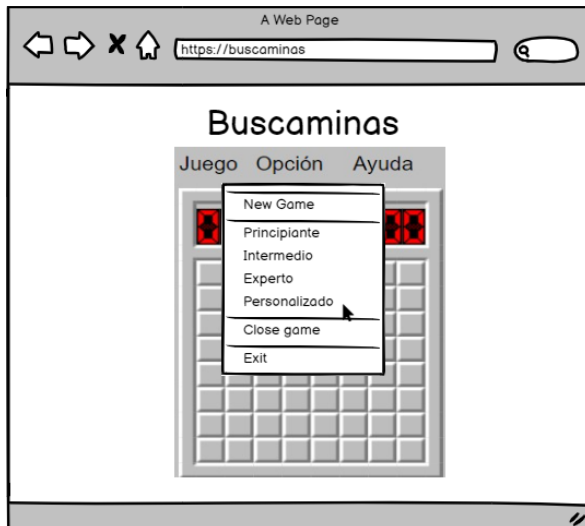 A Web Page
https://buscaminas
Buscaminas
Juego Opción Ayuda
New Game
Principiante
Intermedio
Experto
Personalizado
Close game
Exit